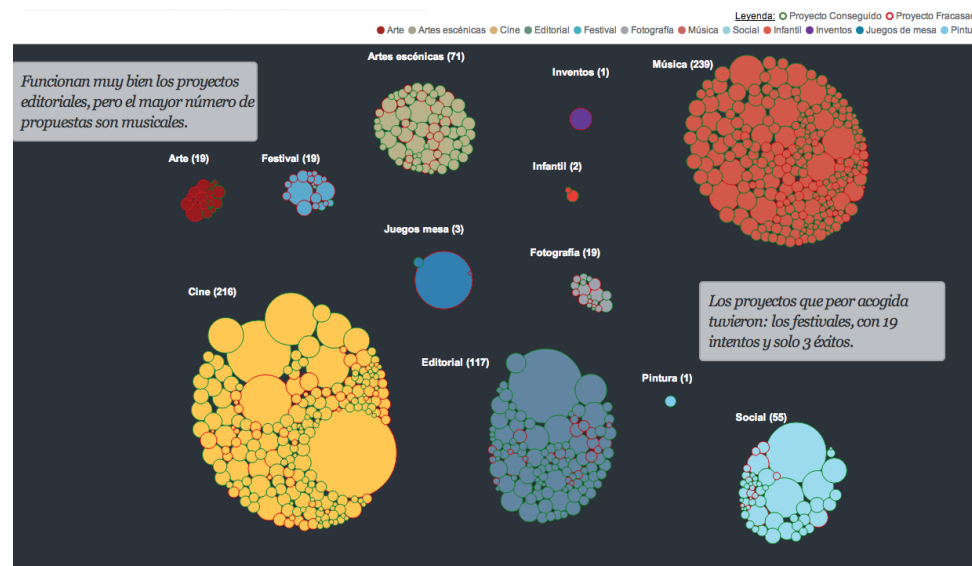 Leyenda: Proyecto Conseguido Proyecto Fracasad
Arte Artes escénicas Cine Editorial Festival Fotografía Música Social Infantil Inventos Juegos de mesa Pintu
Funcionan muy bien los proyectos
editoriales, pero el mayor número de
propuestas son musicales.
Artes escénicas (71)
Inventos (1)
Música (239)
Arte (19)
Festival (19)
Infantil (2)
Juegos mesa (3)
Fotografía (19)
Cine (216)
Los proyectos que peor acogida
tuvieron: los festivales, con 19
intentos y solo 3 éxitos.
Editorial (117)
Pintura (1)
Social (55)